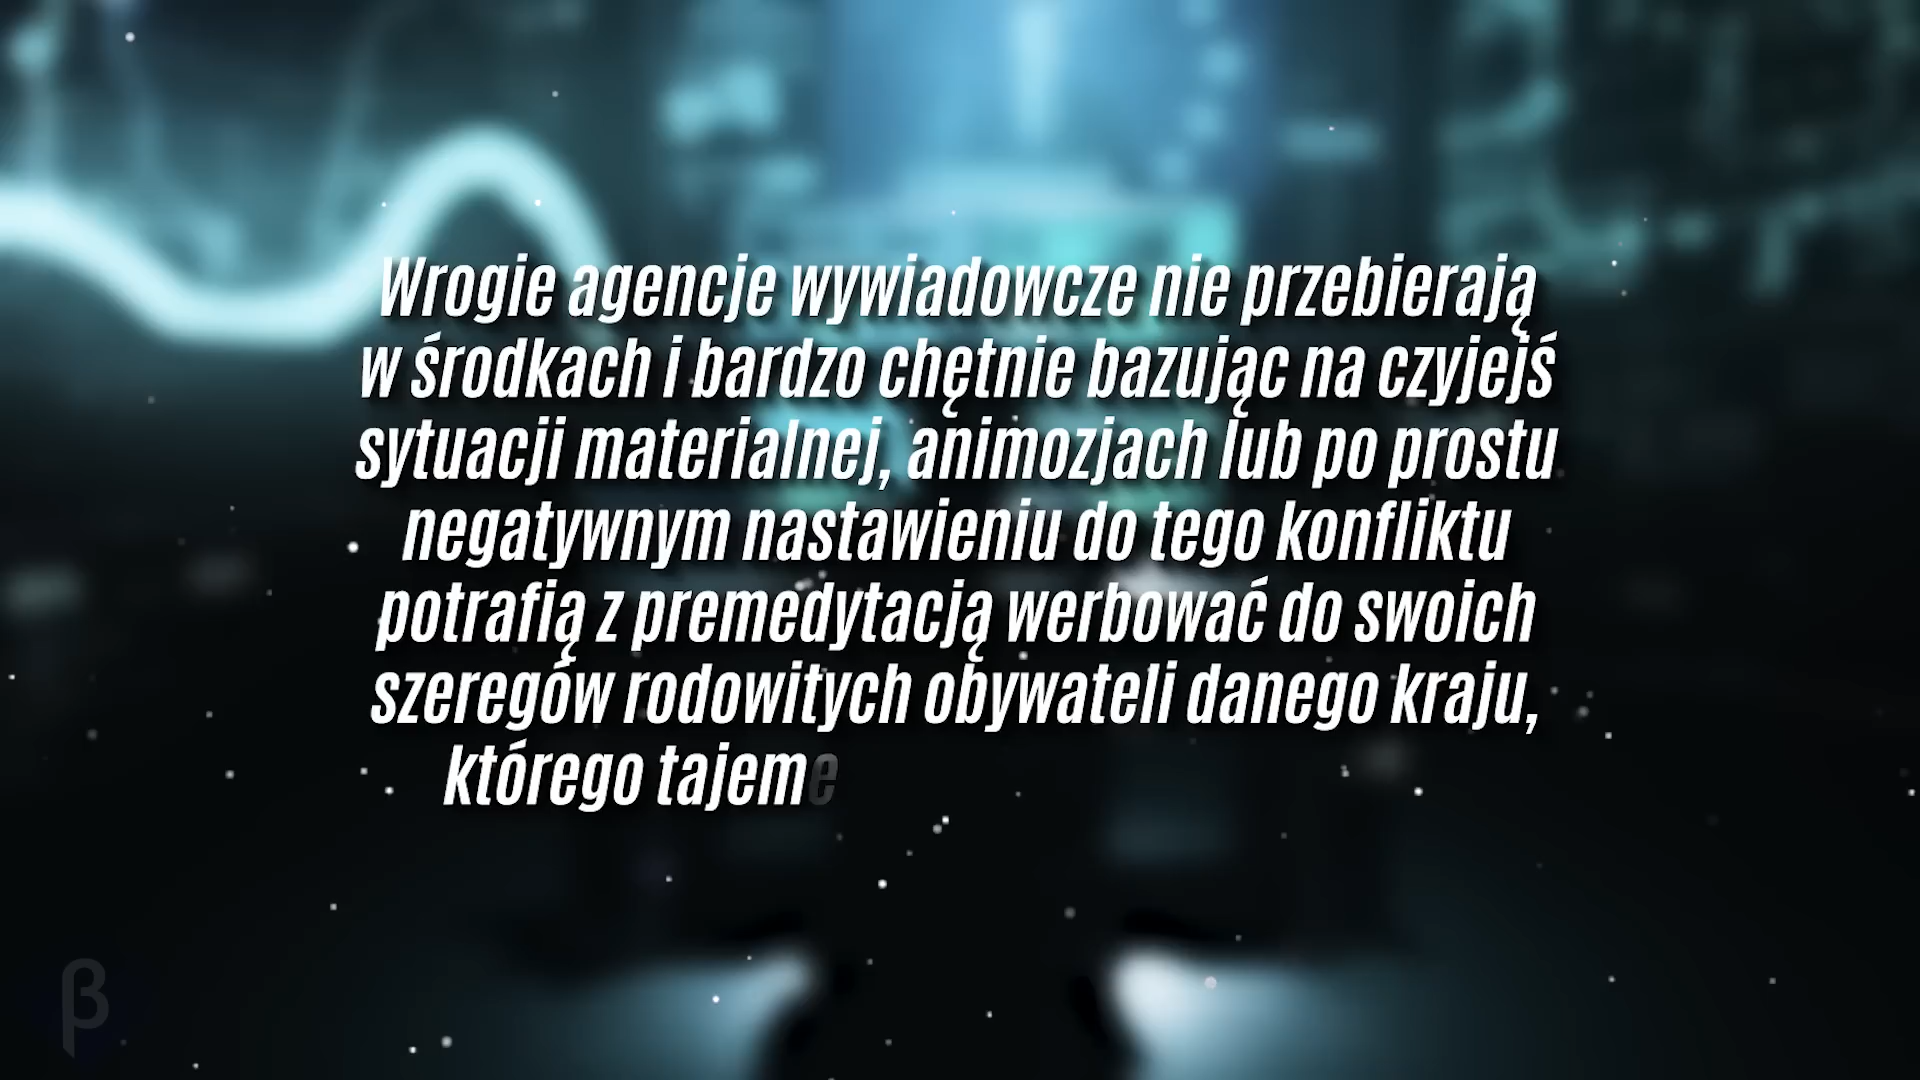 Wrogie agencje wywiadowcze nie przebierają
w środkach i bardzo chętnie bazując na czyjejś
sytuacji materialnej, animozjach lub po prostu
negatywnym nastawieniu do tego konfliktu
potrafią z premedytacją werbować do swoich
szeregów rodowitych obywateli danego kraju,
którego tajeme
β